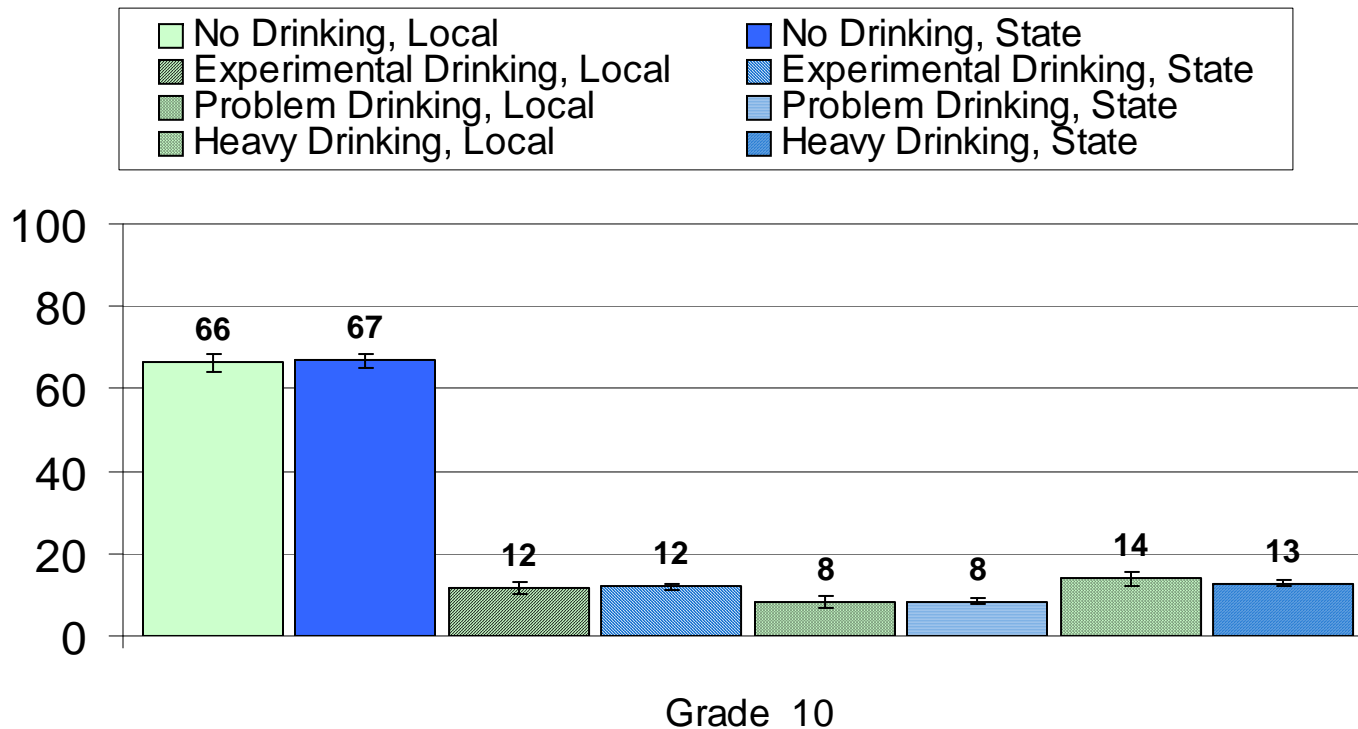 No Drinking, Local No Drinking, State
Experimental Drinking, Local Experimental Drinking, State
Problem Drinking, Local Problem Drinking, State
Heavy Drinking, Local Heavy Drinking, State
100
80
60
40
20
0
66 67 12 12 8 8 14 13
Grade 10